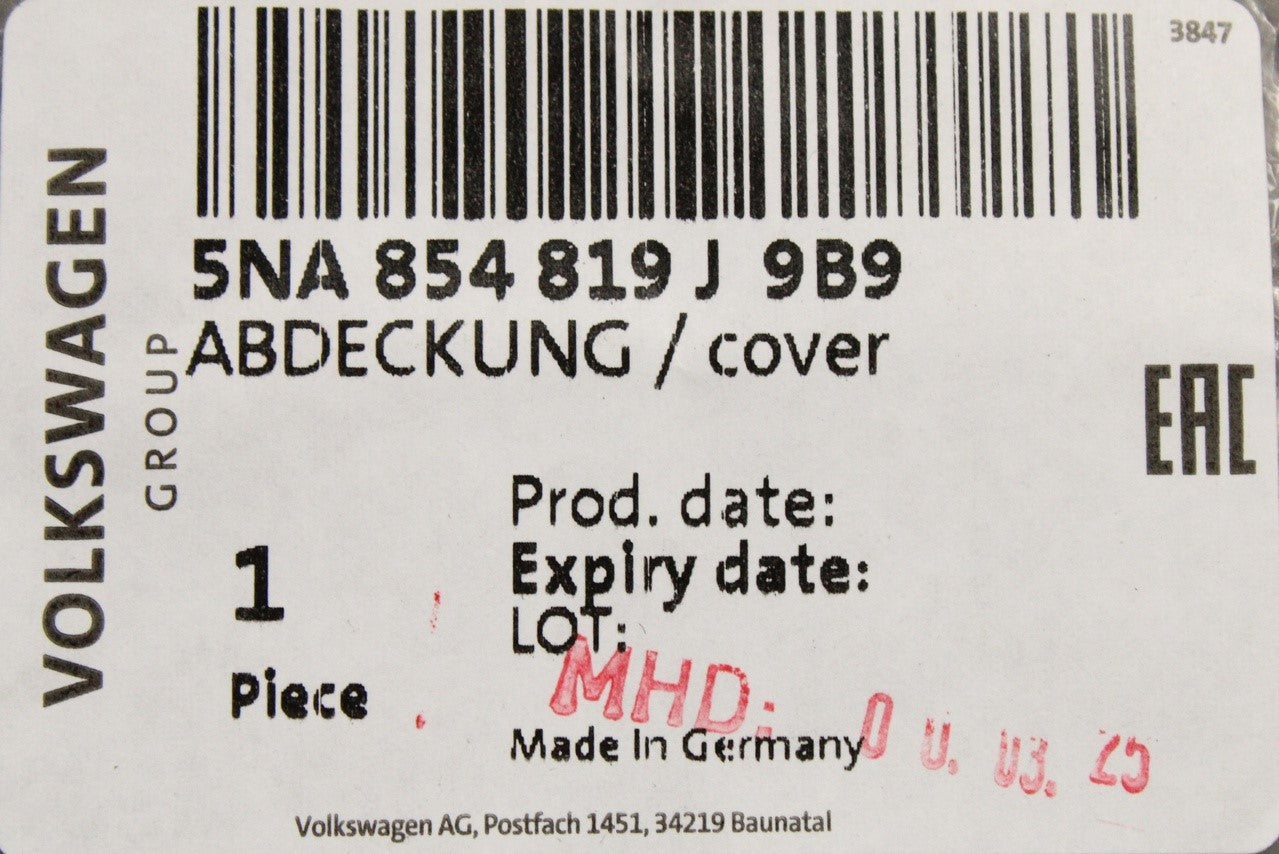 3847
VOLKSWAGEN
GROUP
5NA 854 819 J 9B9
ABDECKUNG / cover
EAC
Prod. date:
Expiry date:
LOT:
1
Piece
MHD:
Made In Germany
Volkswagen AG, Postfach 1451, 34219 Baunatal